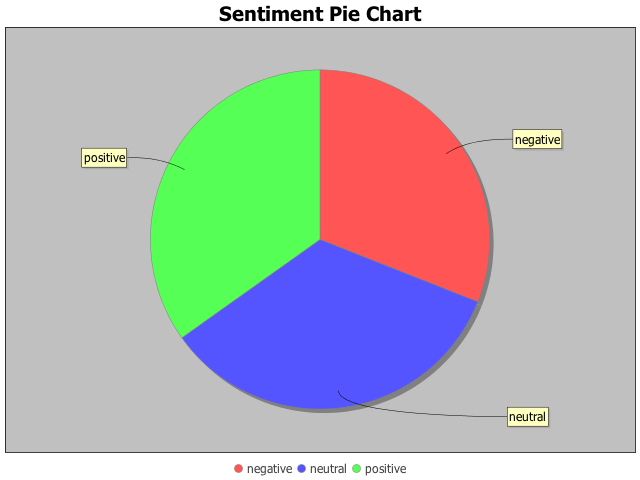 Sentiment Pie Chart
negative
positive
neutral
negative neutral positive